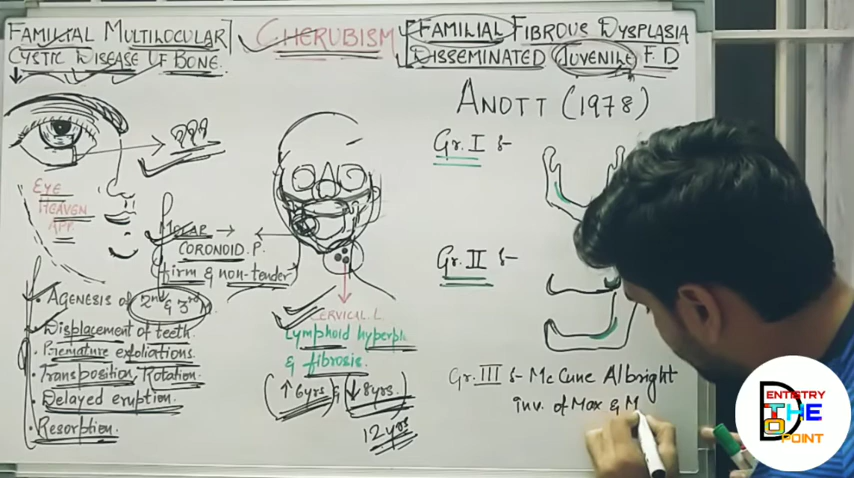 FAMILIAL MULTILOCULAR
CYSTIC DISEASE OF BONE.
CHERUBISM
FAMILIAL FIBROUS DYSPLASIA
DISSEMINATED JUVENILE F.D
ANOTT (1978)
Gr. I :-
Gr. II :-
Gr. III :- McCune Albright
inv. of Max & M
???
EYE
HEAVEN
APP.
MOLAR →
CORONOID. P.
firm & non-tender
• AGENESIS of 2nd & 3rd M.
• Displacement of teeth.
• Premature exfoliations
• Transposition, Rotation
• Delayed eruption.
• Resorption.
CERVICAL L
Lymphoid hyperpl
& fibrosis.
(↑ 6yrs & ↓ 8yrs.)
12 yrs
DENTISTRY
THE
POINT